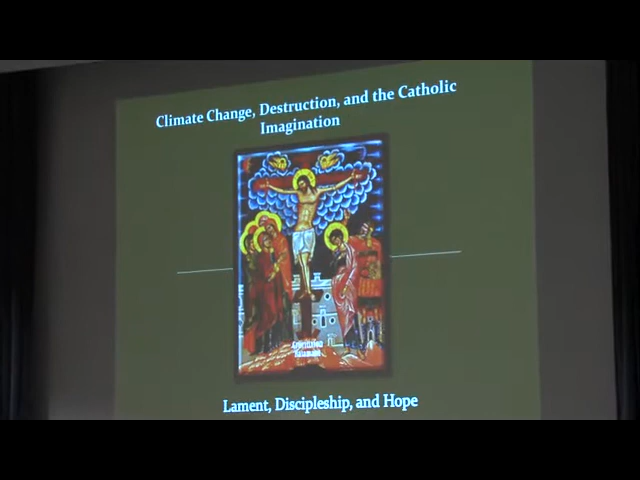 Climate Change, Destruction, and the Catholic
Imagination
Lament, Discipleship, and Hope